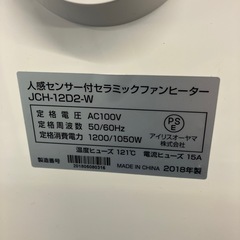 人感センサー付セラミックファンヒーター
JCH-12D2-W
定格電圧 AC100V
定格周波数 50/60Hz
定格消費電力 1200/1050W
PS
E
アイリスオーヤマ
株式会社
温度ヒューズ 121℃ 電流ヒューズ 15A
製造番号
MADE IN CHINA 2018年製